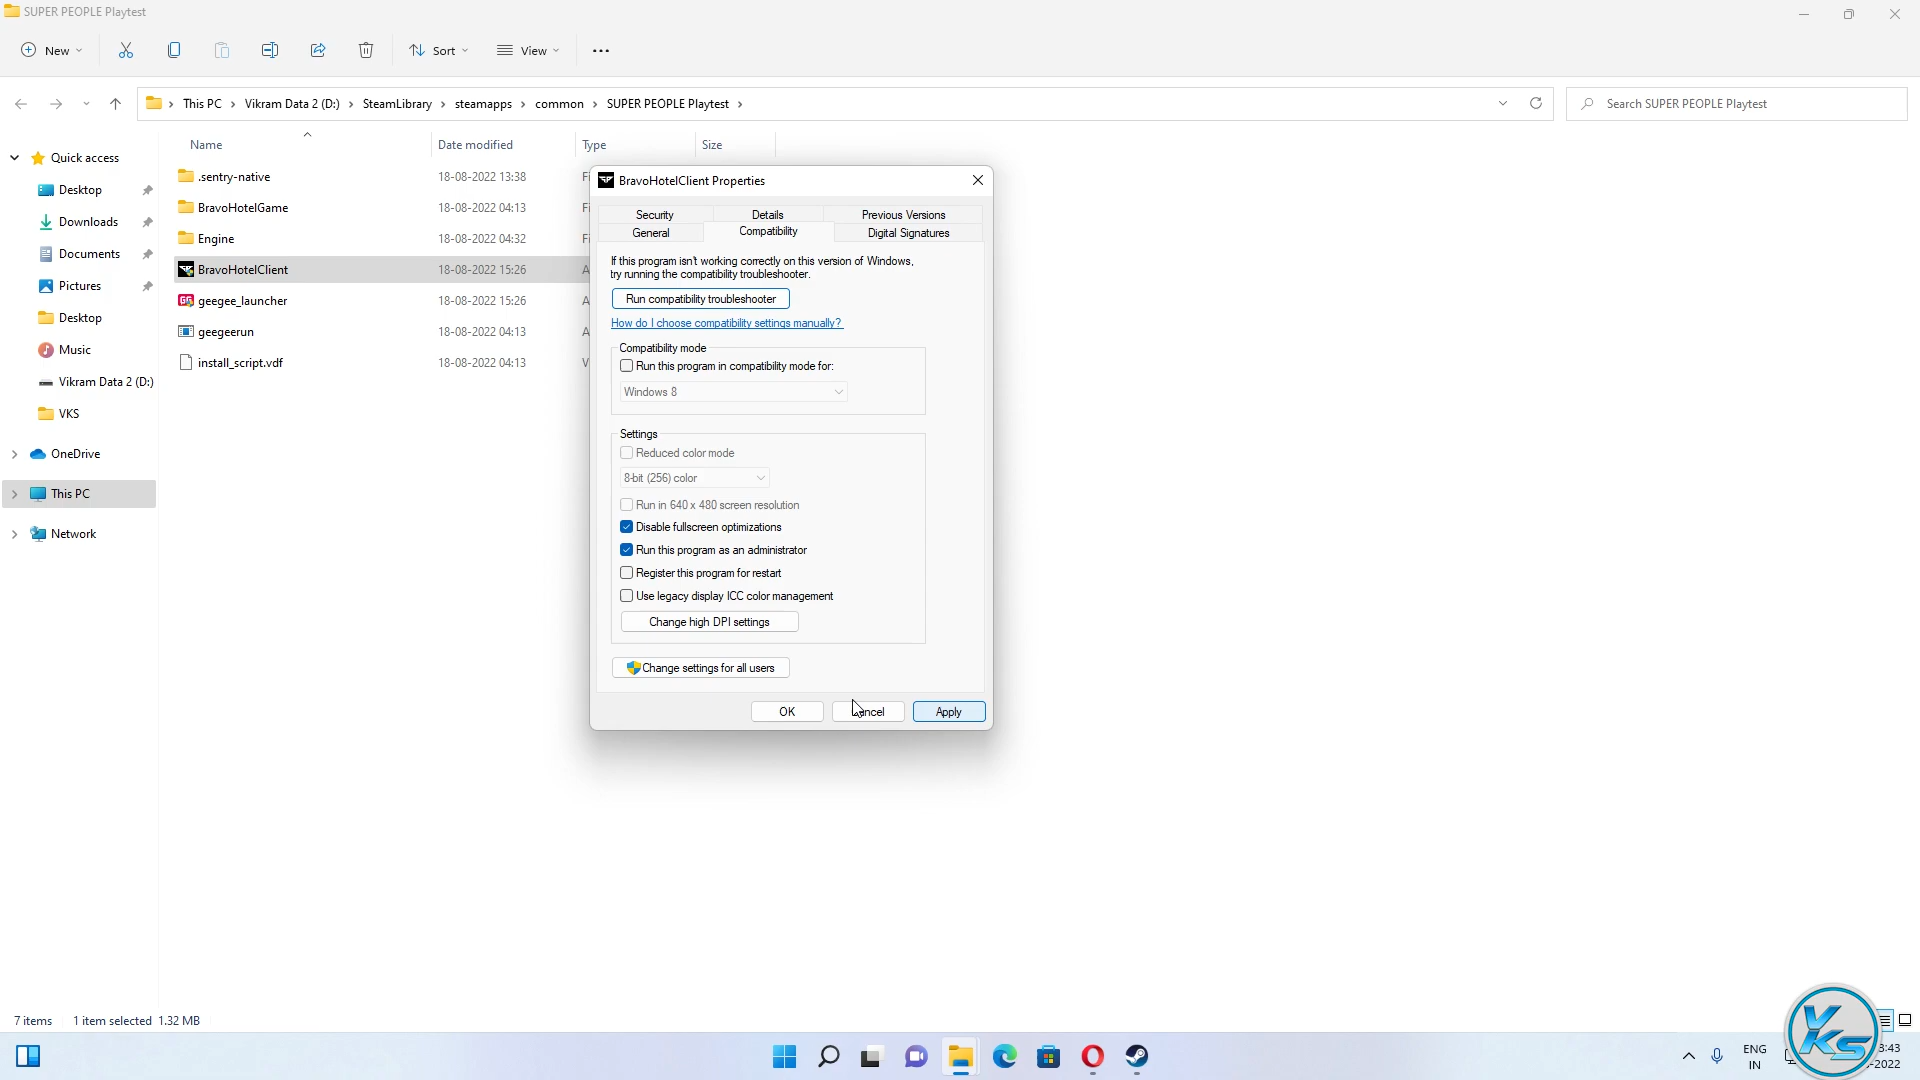 SUPER PEOPLE Playtest
New
Sort
View
This PC
Vikram Data 2 (D:)
SteamLibrary
steamapps
common
SUPER PEOPLE Playtest
Search SUPER PEOPLE Playtest
Name
Date modified
Type
Size
Quick access
Desktop
Downloads
Documents
Pictures
Desktop
Music
Vikram Data 2 (D:)
VKS
OneDrive
This PC
Network
.sentry-native 18-08-2022 13:38
BravoHotelGame 18-08-2022 04:13
Engine 18-08-2022 04:32
BravoHotelClient 18-08-2022 15:26
geegee_launcher 18-08-2022 15:26
geegeerun 18-08-2022 04:13
install_script.vdf 18-08-2022 04:13
BravoHotelClient Properties
Security
Details
Previous Versions
General
Compatibility
Digital Signatures
If this program isn't working correctly on this version of Windows,
try running the compatibility troubleshooter.
Run compatibility troubleshooter
How do I choose compatibility settings manually?
Compatibility mode
Run this program in compatibility mode for:
Windows 8
Settings
Reduced color mode
8-bit (256) color
Run in 640 x 480 screen resolution
Disable fullscreen optimizations
Run this program as an administrator
Register this program for restart
Use legacy display ICC color management
Change high DPI settings
Change settings for all users
OK
Apply
7 items
1 item selected 1.32 MB
ENG
IN
GG